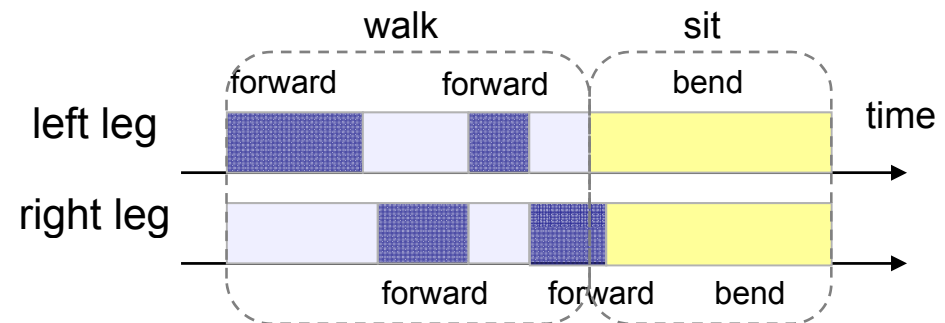 walk sit
forward forward bend
left leg time
right leg
forward forward bend